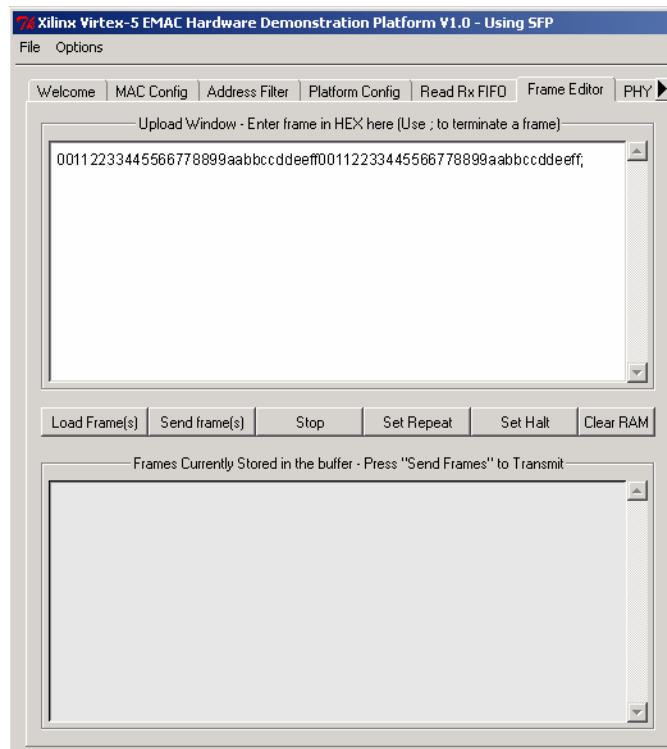 Xilinx Virtex-5 EMAC Hardware Demonstration Platform V1.0 - Using SFP
File Options
Welcome MAC Config Address Filter Platform Config Read Rx FIFO Frame Editor PHY
Upload Window - Enter frame in HEX here (Use ; to terminate a frame)
00112233445566778899aabbccddeeff00112233445566778899aabbccddeeff;
Load Frame(s) Send frame(s) Stop Set Repeat Set Halt Clear RAM
Frames Currently Stored in the buffer - Press "Send Frames" to Transmit